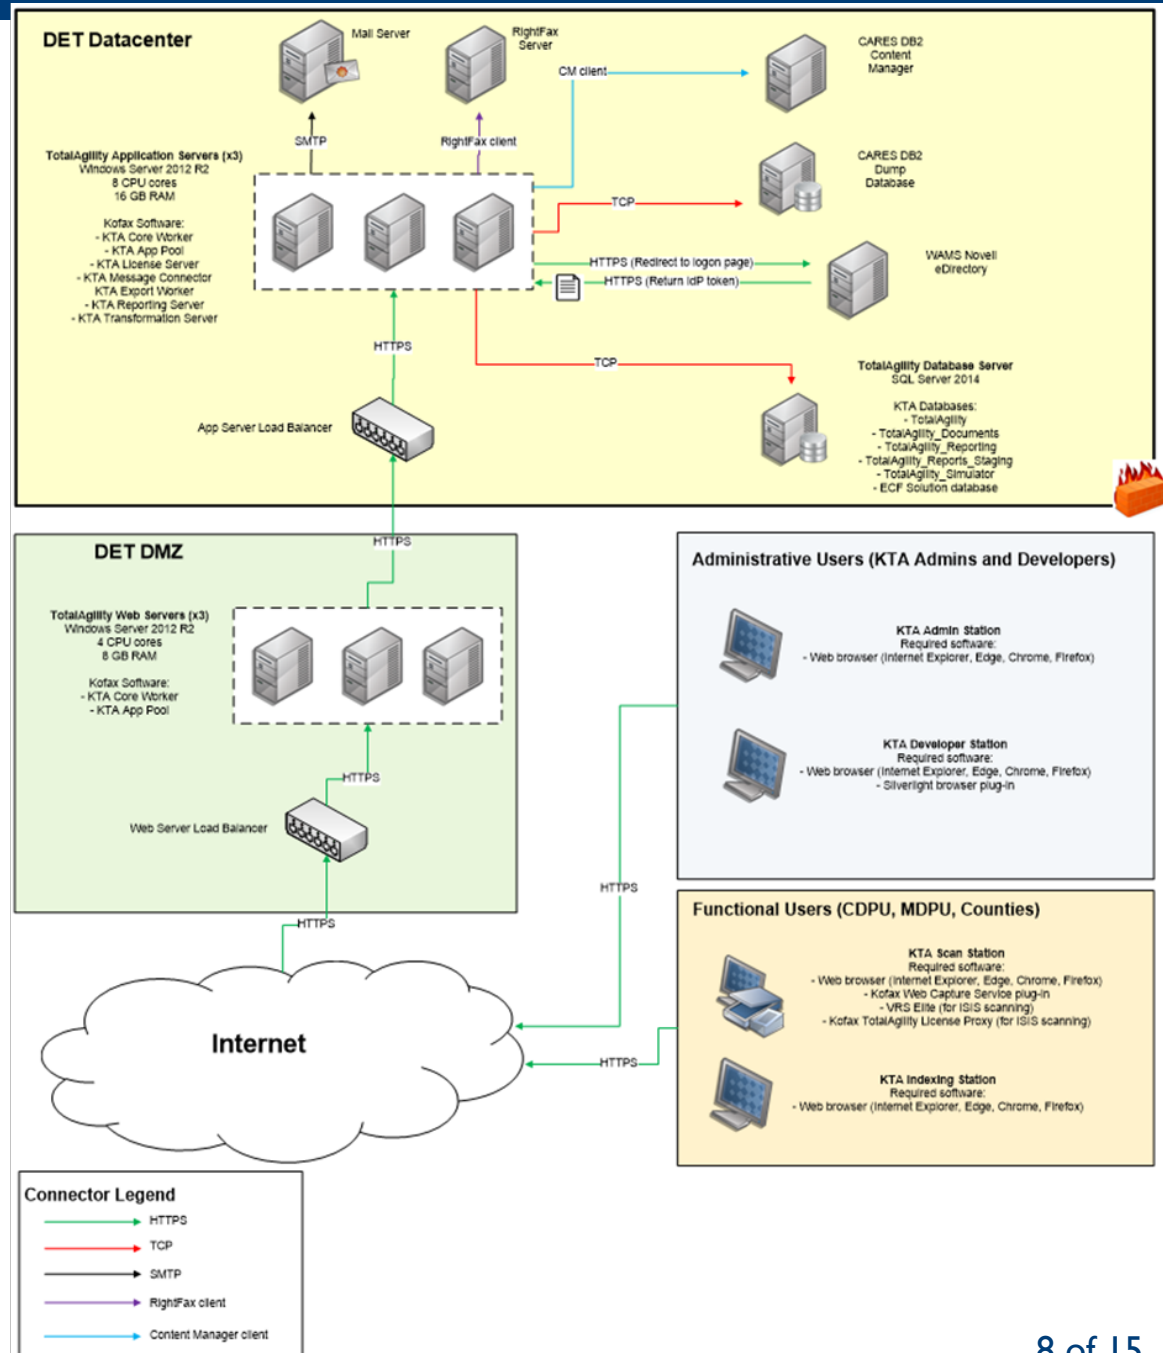 DET Datacenter
Mail Server
RightFax
Server
CARES DB2
Content
Manager
CM client
SMTP
RightFax client
TotalAgility Application Servers (x3)
Windows Server 2012 R2
8 CPU cores
16 GB RAM
Kofax Software:
- KTA Core Worker
- KTA App Pool
- KTA License Server
- KTA Message Connector
KTA Export Worker
- KTA Reporting Server
- KTA Transformation Server
CARES DB2
Dump
Database
TCP
HTTPS (Redirect to logon page)
HTTPS (Return IdP token)
WAMS Novell
eDirectory
HTTPS
TCP
TotalAgility Database Server
SQL Server 2014
KTA Databases:
- TotalAgility
- TotalAgility_Documents
- TotalAgility_Reporting
- TotalAgility_Reports_Staging
- TotalAgility_Simulator
- ECF Solution database
App Server Load Balancer
HTTPS
DET DMZ
TotalAgility Web Servers (x3)
Windows Server 2012 R2
4 CPU cores
8 GB RAM
Kofax Software:
- KTA Core Worker
- KTA App Pool
HTTPS
Web Server Load Balancer
HTTPS
Administrative Users (KTA Admins and Developers)
KTA Admin Station
Required software:
- Web browser (Internet Explorer, Edge, Chrome, Firefox)
KTA Developer Station
Required software:
- Web browser (Internet Explorer, Edge, Chrome, Firefox)
- Silverlight browser plug-in
HTTPS
Functional Users (CDPU, MDPU, Counties)
KTA Scan Station
Required software:
- Web browser (Internet Explorer, Edge, Chrome, Firefox)
- Kofax Web Capture Service plug-in
- VRS Elite (for ISIS scanning)
- Kofax TotalAgility License Proxy (for ISIS scanning)
HTTPS
KTA Indexing Station
Required software:
- Web browser (Internet Explorer, Edge, Chrome, Firefox)
Internet
Connector Legend
HTTPS
TCP
SMTP
RightFax client
Content Manager client
8 of 15